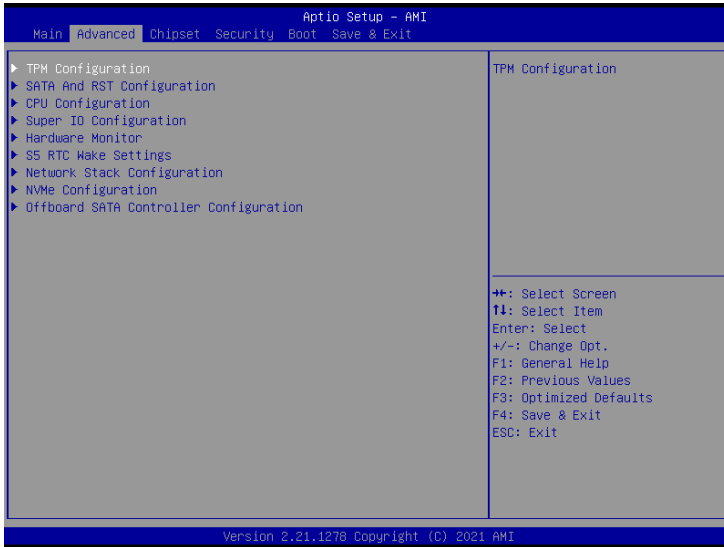 Aptio Setup – AMI
Main Advanced Chipset Security Boot Save & Exit
▶ TPM Configuration
▶ SATA And RST Configuration
▶ CPU Configuration
▶ Super IO Configuration
▶ Hardware Monitor
▶ S5 RTC Wake Settings
▶ Network Stack Configuration
▶ NVMe Configuration
▶ Offboard SATA Controller Configuration
TPM Configuration
→←: Select Screen
↑↓: Select Item
Enter: Select
+/-: Change Opt.
F1: General Help
F2: Previous Values
F3: Optimized Defaults
F4: Save & Exit
ESC: Exit
Version 2.21.1278 Copyright (C) 2021 AMI